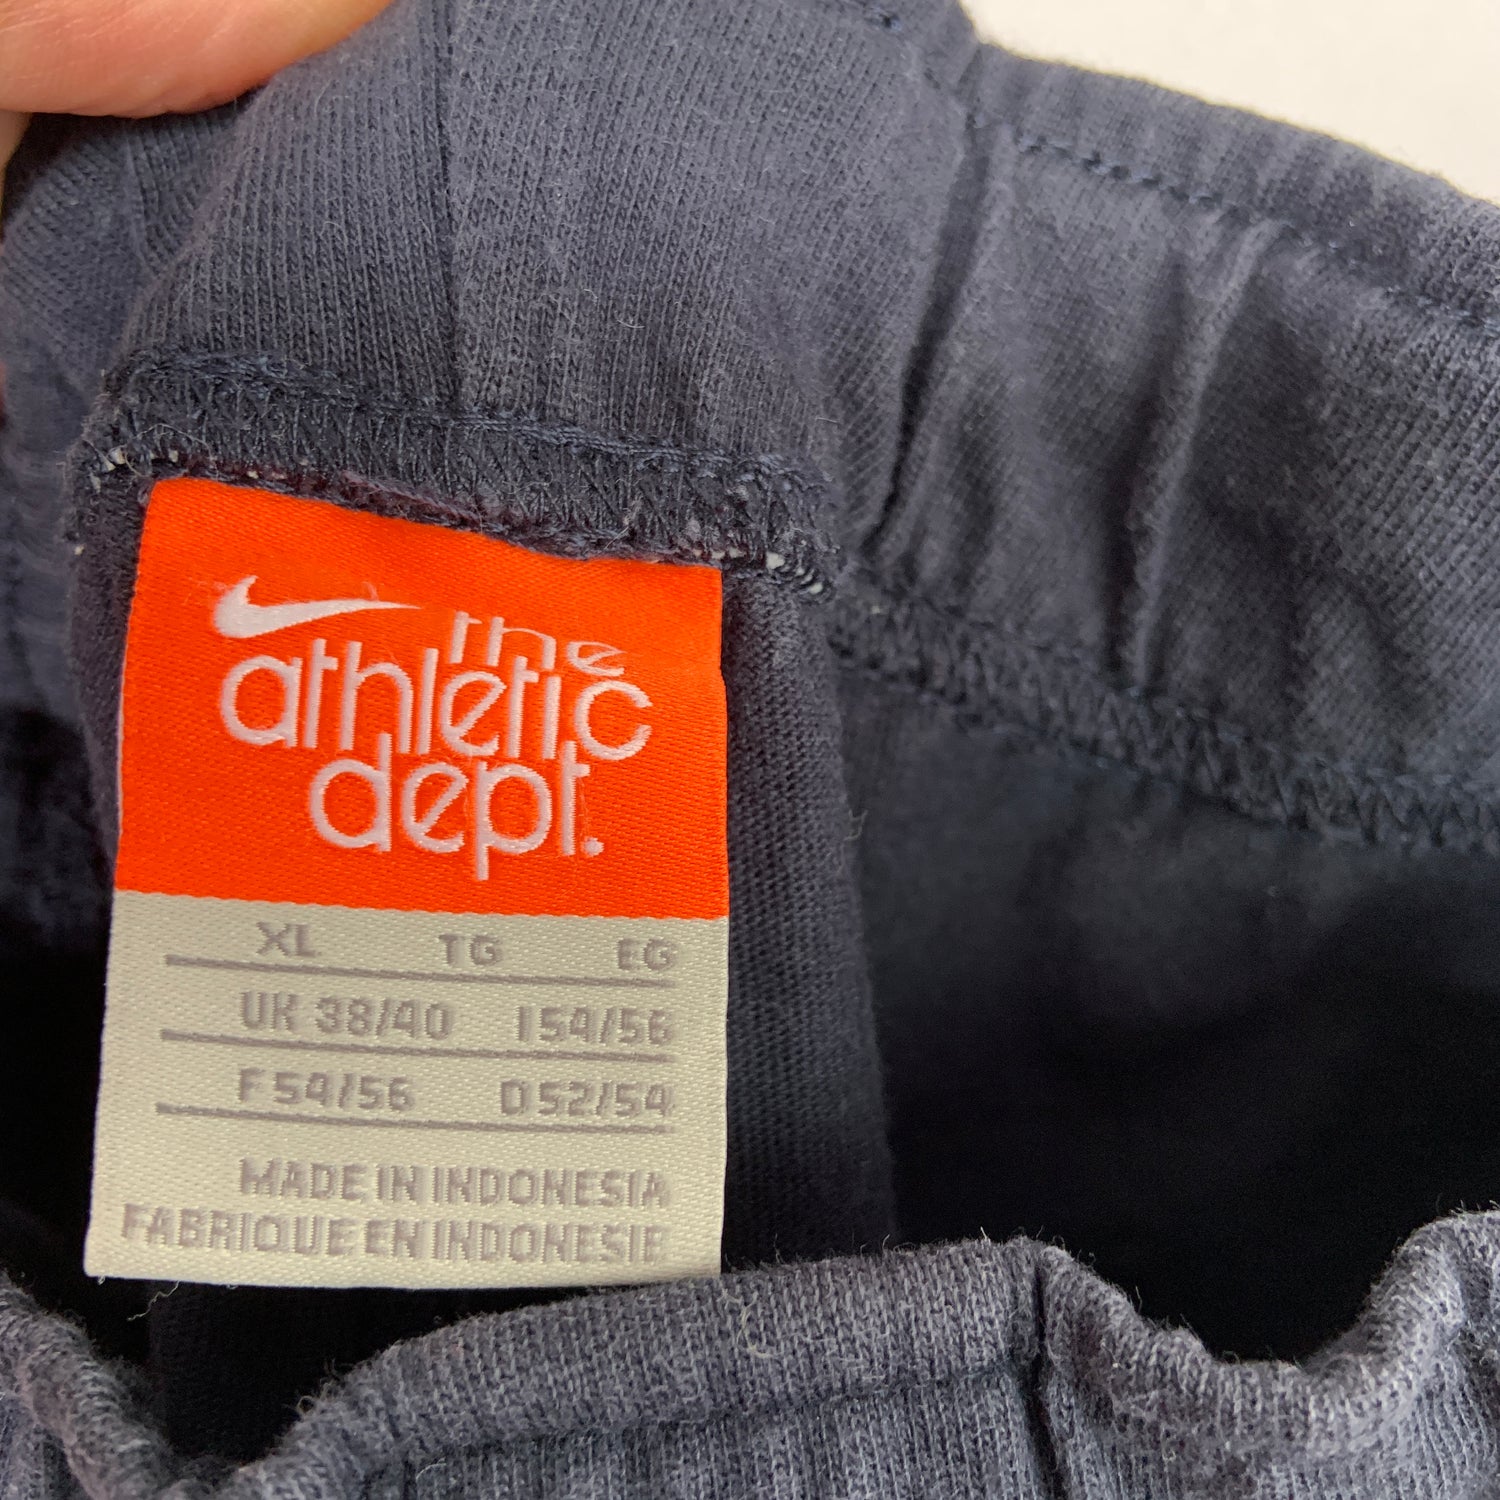 the
athletic
dept.
XL TG EG
UK 38/40 I 54/56
F 54/56 D 52/54
MADE IN INDONESIA
FABRIQUE EN INDONESIE